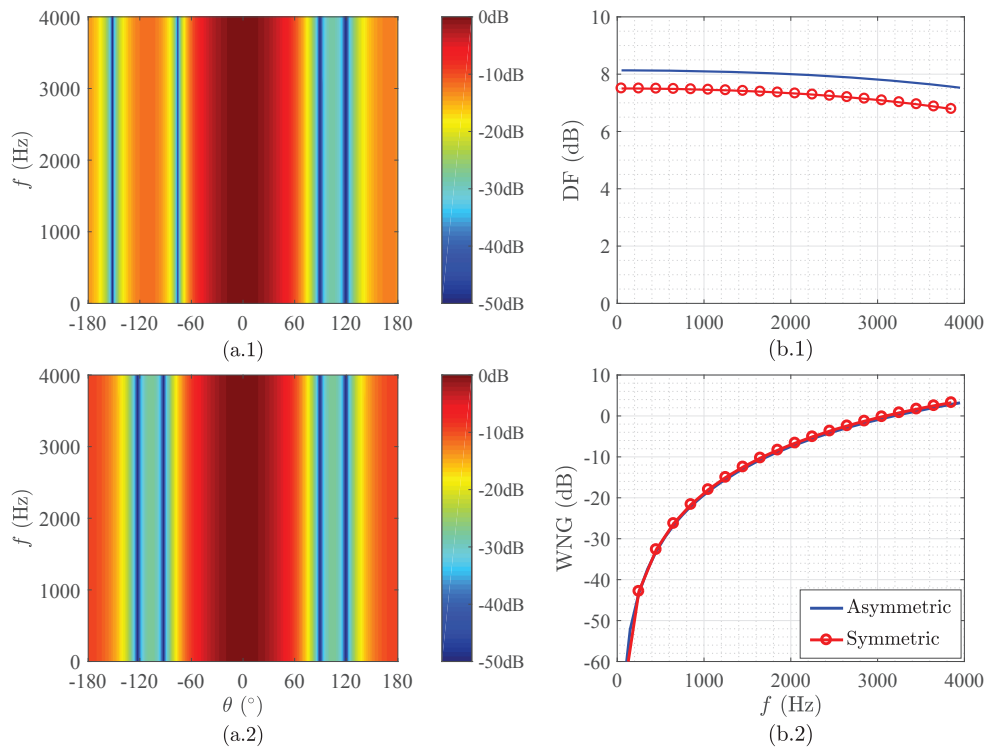 4000
3000
2000
1000
0
f (Hz)
-180 -120 -60 0 60 120 180
(a.1)
0dB
-10dB
-20dB
-30dB
-40dB
-50dB
10
8
6
4
2
0
DF (dB)
0 1000 2000 3000 4000
(b.1)
4000
3000
2000
1000
0
f (Hz)
-180 -120 -60 0 60 120 180
θ (°)
(a.2)
0dB
-10dB
-20dB
-30dB
-40dB
-50dB
10
0
-10
-20
-30
-40
-50
-60
WNG (dB)
Asymmetric
Symmetric
0 1000 2000 3000 4000
f (Hz)
(b.2)